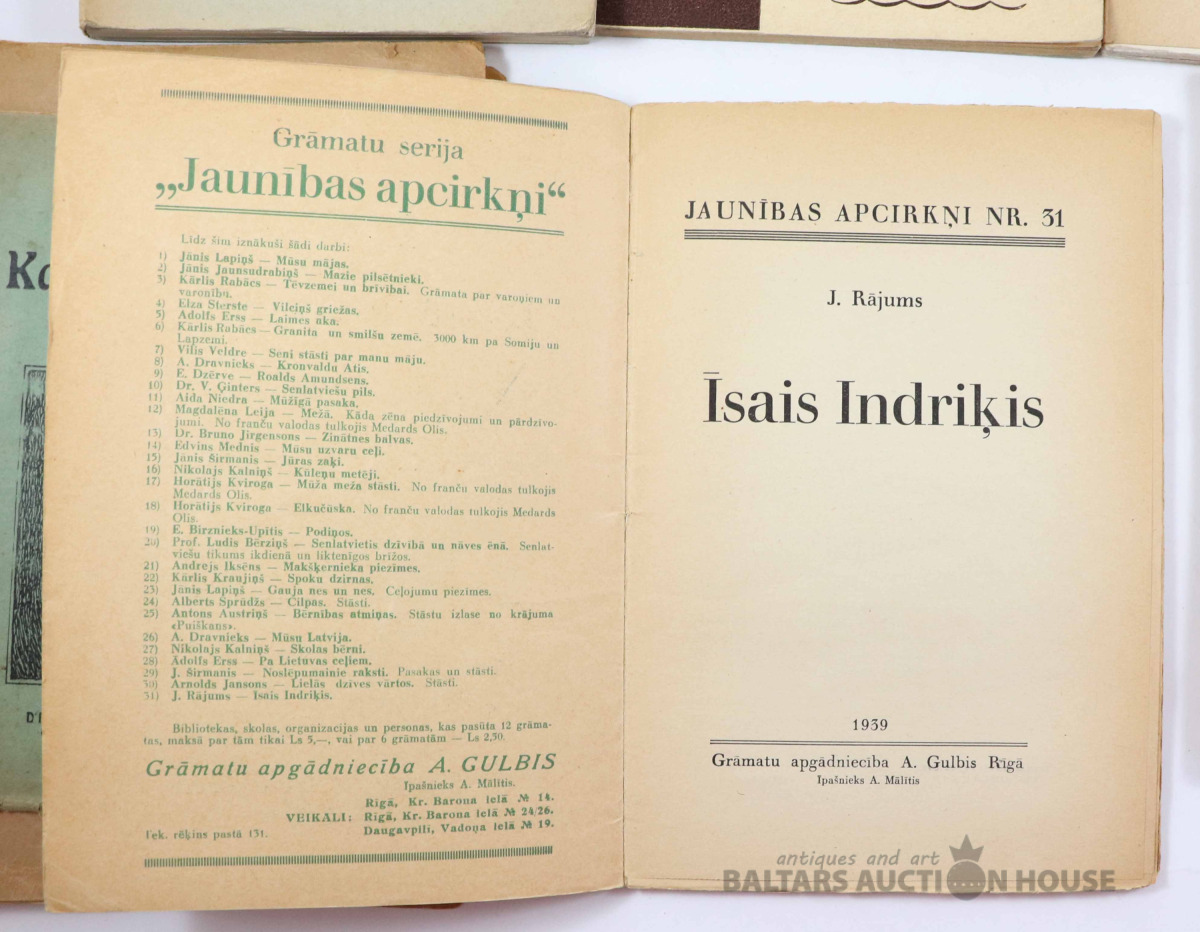 Grāmatu serija
„Jaunības apcirkņi“
Līdz šim iznākuši šādi darbi:
1) Jānis Lapiņš — Mūsu mājas.
2) Jānis Jaunsudrabiņš — Mazie pilsētnieki.
3) Kārlis Rabācs — Tēvzemei un brīvībai. Grāmata par varoņiem un
varonību.
4) Elza Sterste — Vilciņš griežas.
5) Ādolfs Erss — Laimes aka.
6) Kārlis Rabācs — Granīta un smilšu zemē. 3000 km pa Somiju un
Lapzemi.
7) Vilis Veldre — Seni stāsti par manu māju.
8) A. Dravnieks — Kronvaldu Atis.
9) E. Dzērve — Roalds Amundsens.
10) Dr. V. Ģinters — Senlatviešu pils.
11) Aida Niedra — Mūžīgā pasaka.
12) Magdalēna Leija — Mežā. Kāda zēna piedzīvojumi un pārdzīvo-
jumi. No franču valodas tulkojis Medards Olis.
13) Dr. Bruno Jirgensons — Zinātnes balvas.
14) Edvīns Mednis — Mūsu uzvaru ceļi.
15) Jānis Širmanis — Jūras zaķi.
16) Nikolajs Kalniņš — Kūleņu metēji.
17) Horātijs Kviroga — Mūža meža stāsti. No franču valodas tulkojis
Medards Olis.
18) Horātijs Kviroga — Elkučūska. No franču valodas tulkojis Medards
Olis.
19) E. Birznieks-Upītis — Podiņos.
20) Prof. Ludis Bērziņš — Senlatvietis dzīvībā un nāves ēnā. Senlat-
viešu tikums ikdienā un liktenīgos brīžos.
21) Andrejs Iksēns — Makšķernieka piezīmes.
22) Kārlis Kraujiņš — Spoku dzirnas.
23) Jānis Lapiņš — Gauja nes un nes. Ceļojumu piezīmes.
24) Alberts Sprūdžs — Cilpas. Stāsti.
25) Antons Austriņš — Bērnības atmiņas. Stāstu izlase no krājuma
«Puiškans».
26) A. Dravnieks — Mūsu Latvija.
27) Nikolajs Kalniņš — Skolas bērni.
28) Ādolfs Erss — Pa Lietuvas ceļiem.
29) J. Širmanis — Noslēpumainie raksti. Pasakas un stāsti.
30) Arnolds Jansons — Lielās dzīves vārtos. Stāsti.
31) J. Rājums — Īsais Indriķis.
Bibliotekas, skolas, organizacijas un personas, kas pasūta 12 grāma-
tas, maksā par tām tikai Ls 5,—, vai par 6 grāmatām — Ls 2,50.
Grāmatu apgādniecība A. GULBIS
Īpašnieks A. Mālītis.
Rīgā, Kr. Barona ielā № 14.
VEIKALI: Rīgā, Kr. Barona ielā № 24/26.
Tek. rēķins pastā 131. Daugavpilī, Vadoņa ielā № 19.
JAUNĪBAS APCIRKŅI NR. 31
J. Rājums
Īsais Indriķis
1939
Grāmatu apgādniecība A. Gulbis Rīgā
Īpašnieks A. Mālītis
antiques and art
BALTARS AUCTION HOUSE